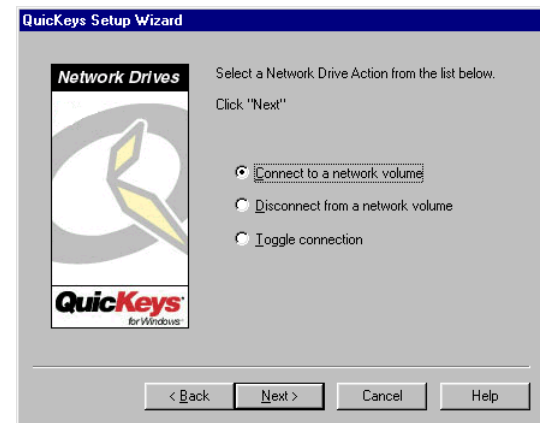 QuicKeys Setup Wizard
Network Drives
Select a Network Drive Action from the list below.
Click "Next"
Connect to a network volume
Disconnect from a network volume
Toggle connection
QuicKeys
for Windows
< Back
Next >
Cancel
Help